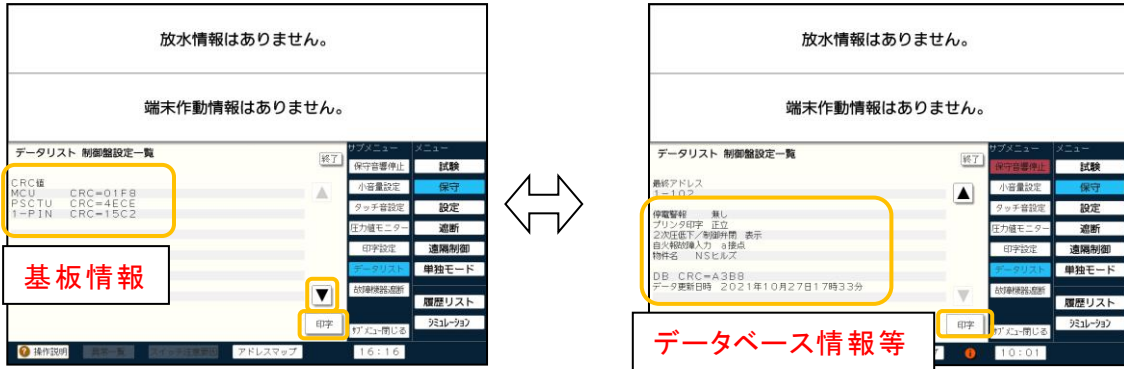 放水情報はありません。
端末作動情報はありません。
データリスト 制御盤設定一覧
終了
CRC値
MCU CRC=01F8
PSCTU CRC=4ECE
1-PIN CRC=15C2
基板情報
▲
▼
印字
サブメニュー
保守音響停止
小音量設定
タッチ音設定
圧力値モニター
印字設定
データリスト
故障機器遮断
サブメニュー閉じる
メニュー
試験
保守
設定
遮断
遠隔制御
単独モード
履歴リスト
シミュレーション
操作説明
アドレスマップ
16:16
放水情報はありません。
端末作動情報はありません。
データリスト 制御盤設定一覧
終了
最終アドレス
1-102
停電警報 無し
プリンタ印字 正立
2次圧低下/制御弁閉 表示
自火報故障入力 a接点
物件名 NSヒルズ
DB CRC=A3B8
データ更新日時 2021年10月27日17時33分
データベース情報等
▲
▼
印字
サブメニュー
保守音響停止
小音量設定
タッチ音設定
圧力値モニター
印字設定
データリスト
故障機器遮断
サブメニュー閉じる
メニュー
試験
保守
設定
遮断
遠隔制御
単独モード
履歴リスト
シミュレーション
10:01